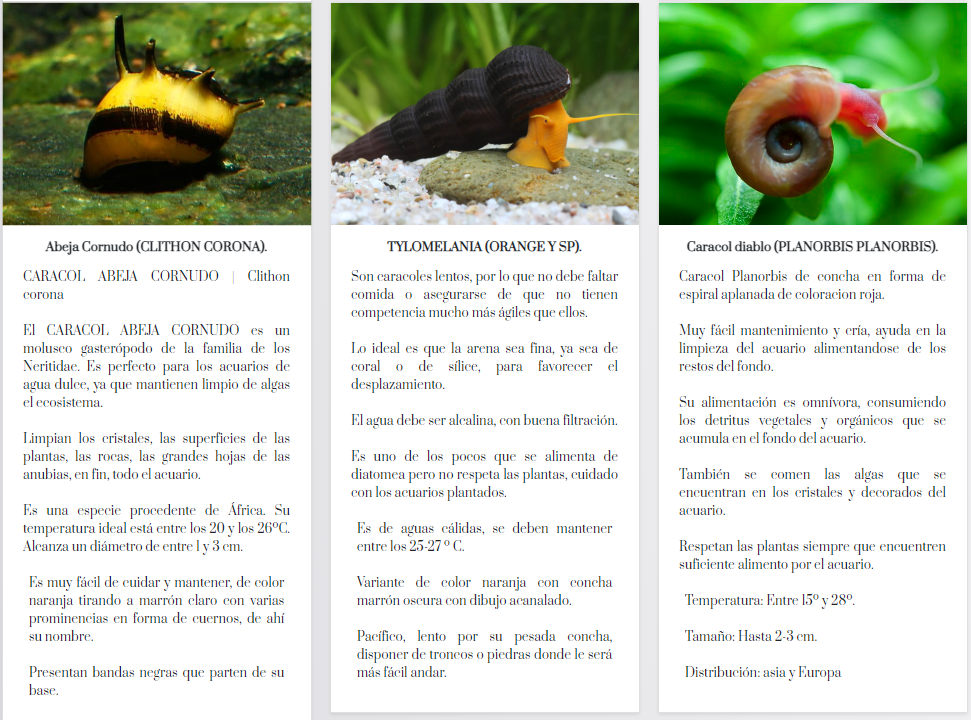 Abeja Cornudo (CLITHON CORONA).
CARACOL ABEJA CORNUDO | Clithon
corona
El CARACOL ABEJA CORNUDO es un
molusco gasterópodo de la familia de los
Neritidae. Es perfecto para los acuarios de
agua dulce, ya que mantienen limpio de algas
el ecosistema.
Limpian los cristales, las superficies de las
plantas, las rocas, las grandes hojas de las
anubias, en fin, todo el acuario.
Es una especie procedente de África. Su
temperatura ideal está entre los 20 y los 26ºC.
Alcanza un diámetro de entre 1 y 3 cm.
Es muy fácil de cuidar y mantener, de color
naranja tirando a marrón claro con varias
prominencias en forma de cuernos, de ahí
su nombre.
Presentan bandas negras que parten de su
base.
TYLOMELANIA (ORANGE Y SP).
Son caracoles lentos, por lo que no debe faltar
comida o asegurarse de que no tienen
competencia mucho más ágiles que ellos.
Lo ideal es que la arena sea fina, ya sea de
coral o de sílice, para favorecer el
desplazamiento.
El agua debe ser alcalina, con buena filtración.
Es uno de los pocos que se alimenta de
diatomea pero no respeta las plantas, cuidado
con los acuarios plantados.
Es de aguas cálidas, se deben mantener
entre los 25-27 º C.
Variante de color naranja con concha
marrón oscura con dibujo acanalado.
Pacífico, lento por su pesada concha,
disponer de troncos o piedras donde le será
más fácil andar.
Caracol diablo (PLANORBIS PLANORBIS).
Caracol Planorbis de concha en forma de
espiral aplanada de coloracion roja.
Muy fácil mantenimiento y cría, ayuda en la
limpieza del acuario alimentandose de los
restos del fondo.
Su alimentación es omnívora, consumiendo
los detritus vegetales y orgánicos que se
acumula en el fondo del acuario.
También se comen las algas que se
encuentran en los cristales y decorados del
acuario.
Respetan las plantas siempre que encuentren
suficiente alimento por el acuario.
Temperatura: Entre 15º y 28º.
Tamaño: Hasta 2-3 cm.
Distribución: asia y Europa